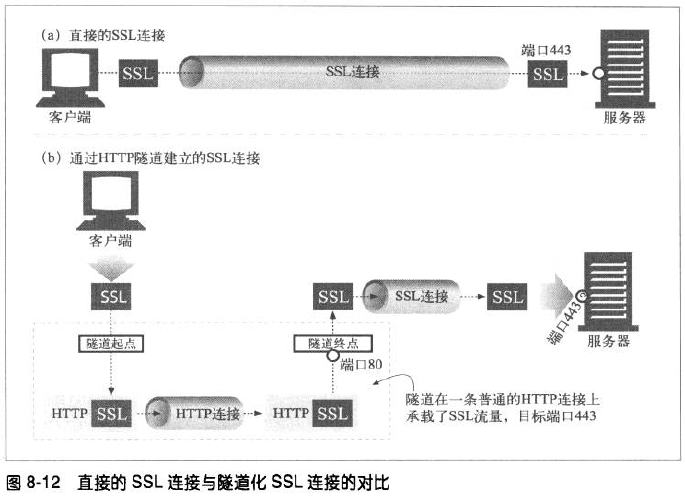 (a) 直接的SSL连接
端口443
SSL
SSL连接
SSL
客户端
服务器
(b) 通过HTTP隧道建立的SSL连接
客户端
SSL
SSL
SSL连接
SSL
端口443
服务器
隧道起点
隧道终点
端口80
HTTP SSL
HTTP连接
HTTP SSL
隧道在一条普通的HTTP连接上
承载了SSL流量，目标端口443
图 8-12 直接的 SSL 连接与隧道化 SSL 连接的对比